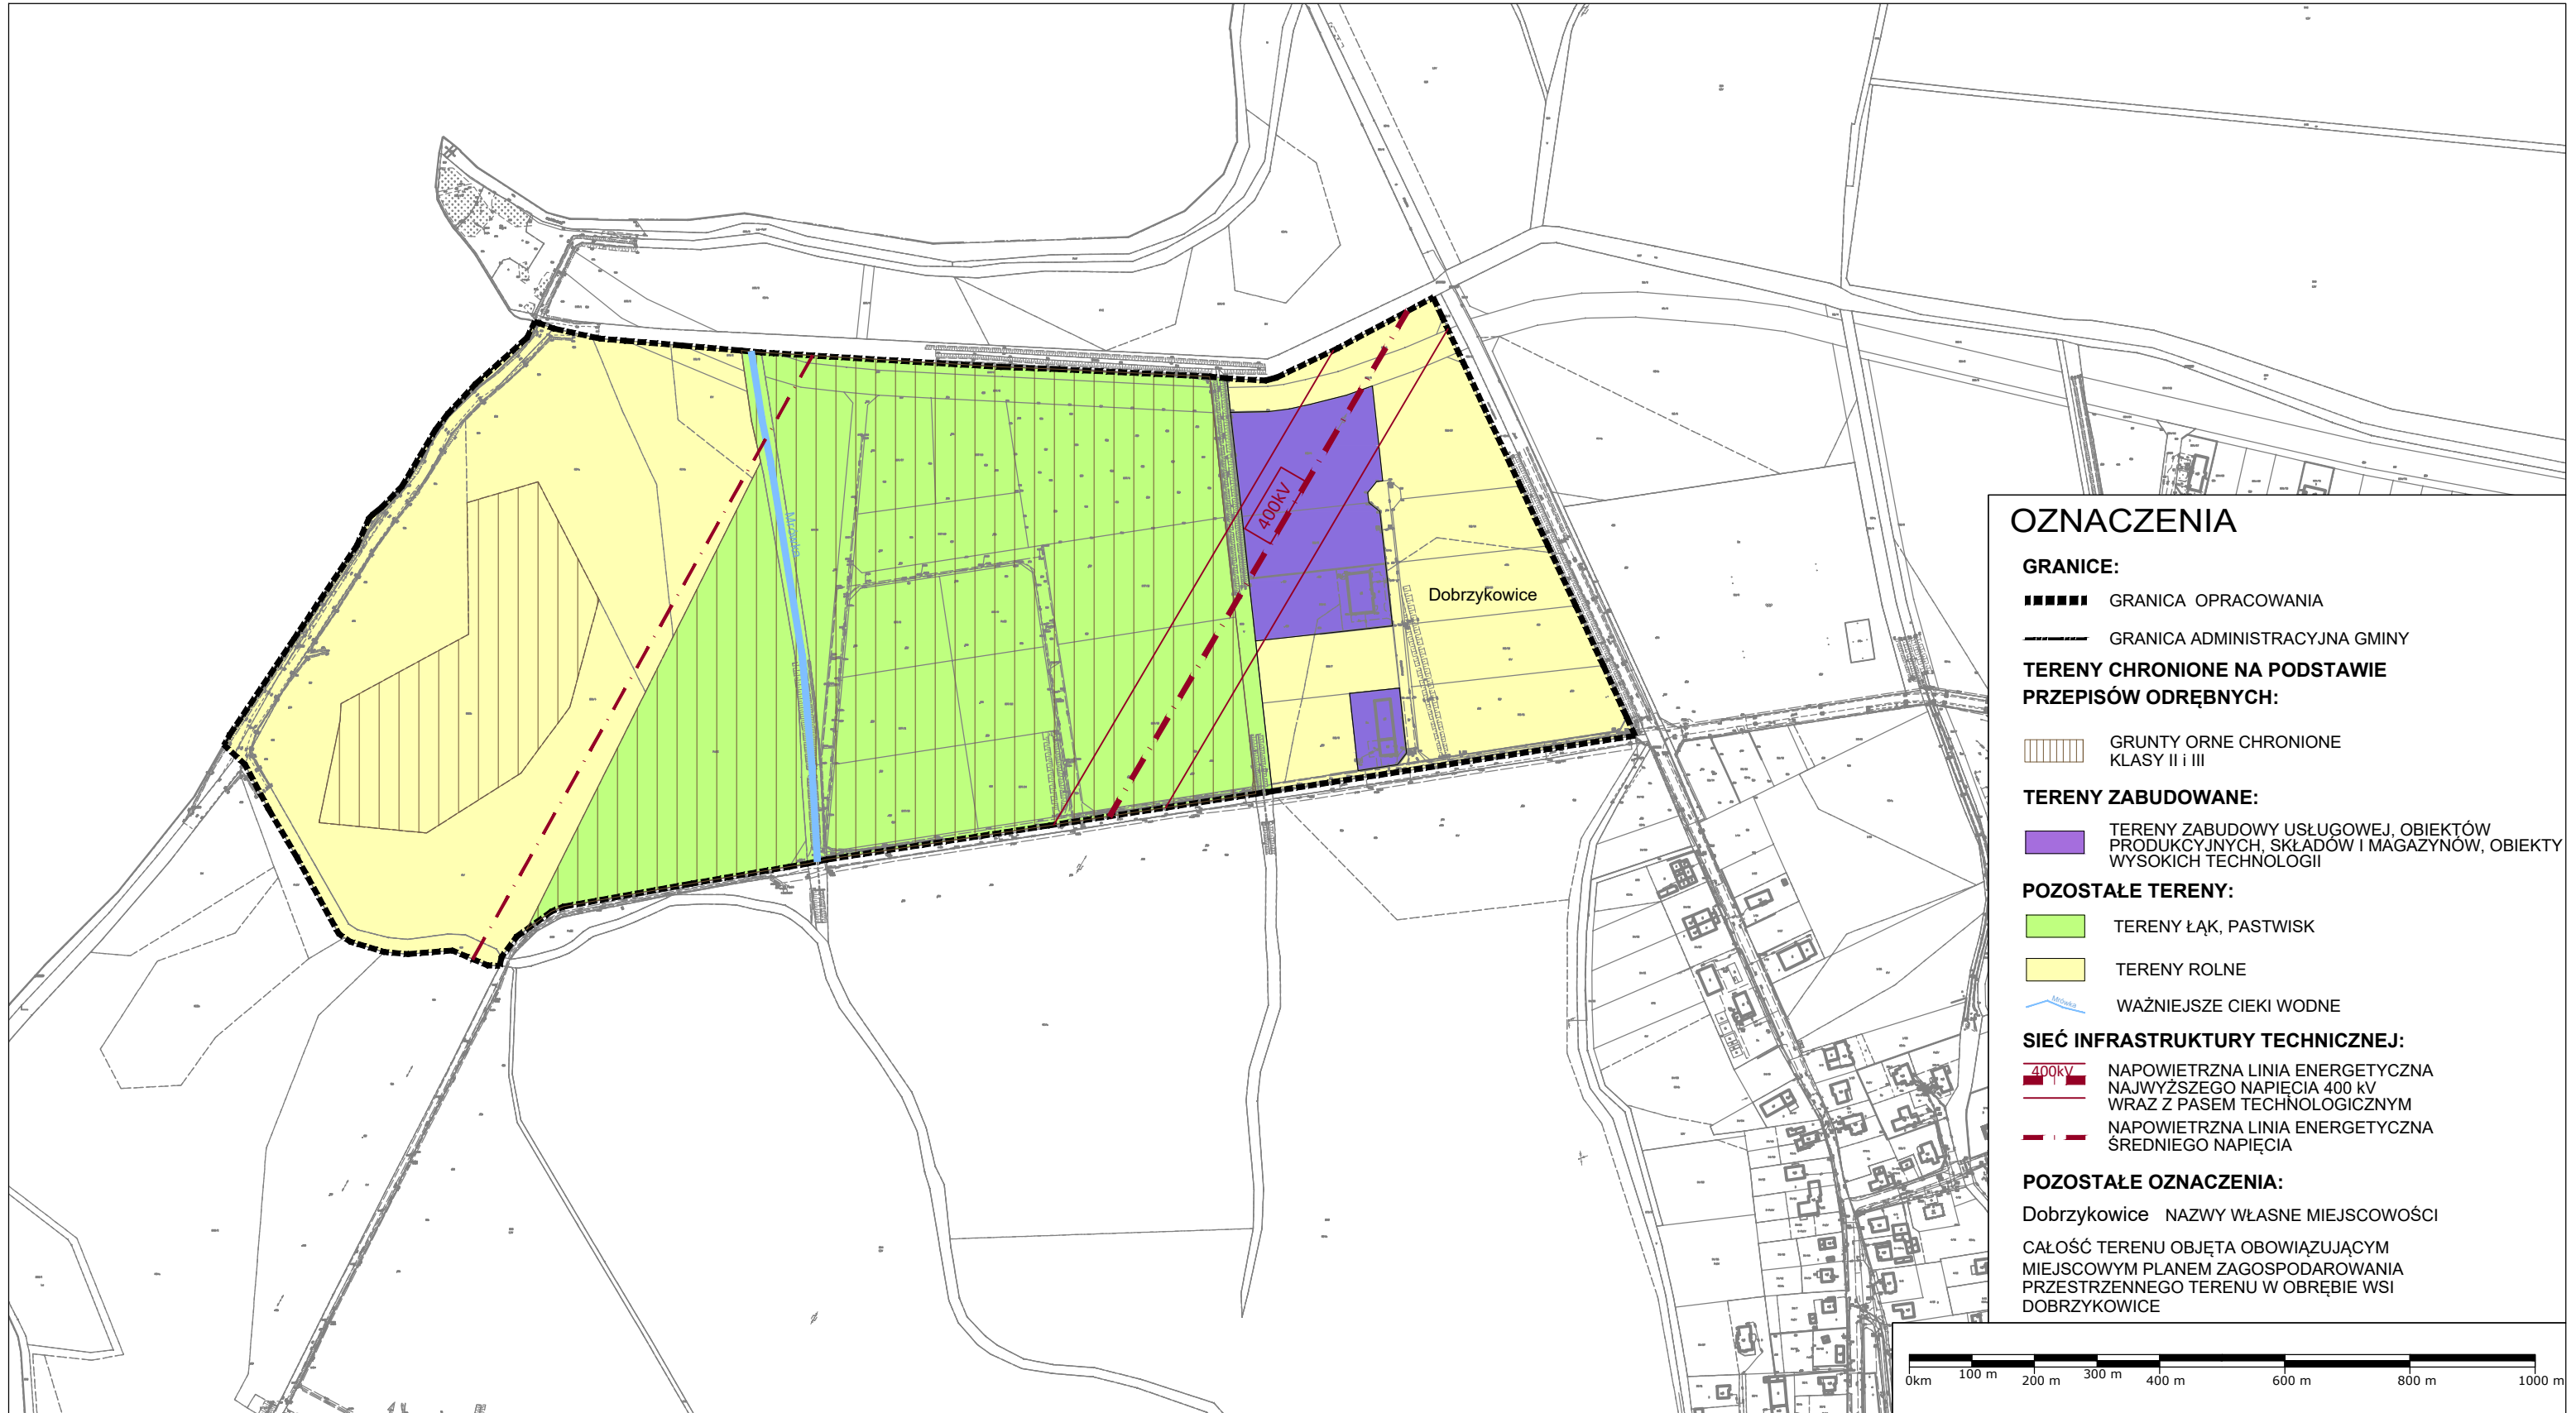 Mrówka
400kV
Dobrzykowice
OZNACZENIA
GRANICE:
GRANICA OPRACOWANIA
GRANICA ADMINISTRACYJNA GMINY
TERENY CHRONIONE NA PODSTAWIE
PRZEPISÓW ODRĘBNYCH:
GRUNTY ORNE CHRONIONE
KLASY II i III
TERENY ZABUDOWANE:
TERENY ZABUDOWY USŁUGOWEJ, OBIEKTÓW
PRODUKCYJNYCH, SKŁADÓW I MAGAZYNÓW, OBIEKTY
WYSOKICH TECHNOLOGII
POZOSTAŁE TERENY:
TERENY ŁĄK, PASTWISK
TERENY ROLNE
Mrówka
WAŻNIEJSZE CIEKI WODNE
SIEĆ INFRASTRUKTURY TECHNICZNEJ:
400kV
NAPOWIETRZNA LINIA ENERGETYCZNA
NAJWYŻSZEGO NAPIĘCIA 400 kV
WRAZ Z PASEM TECHNOLOGICZNYM
NAPOWIETRZNA LINIA ENERGETYCZNA
ŚREDNIEGO NAPIĘCIA
POZOSTAŁE OZNACZENIA:
Dobrzykowice NAZWY WŁASNE MIEJSCOWOŚCI
CAŁOŚĆ TERENU OBJĘTA OBOWIĄZUJĄCYM
MIEJSCOWYM PLANEM ZAGOSPODAROWANIA
PRZESTRZENNEGO TERENU W OBRĘBIE WSI
DOBRZYKOWICE
0km 100 m 200 m 300 m 400 m 600 m 800 m 1000 m